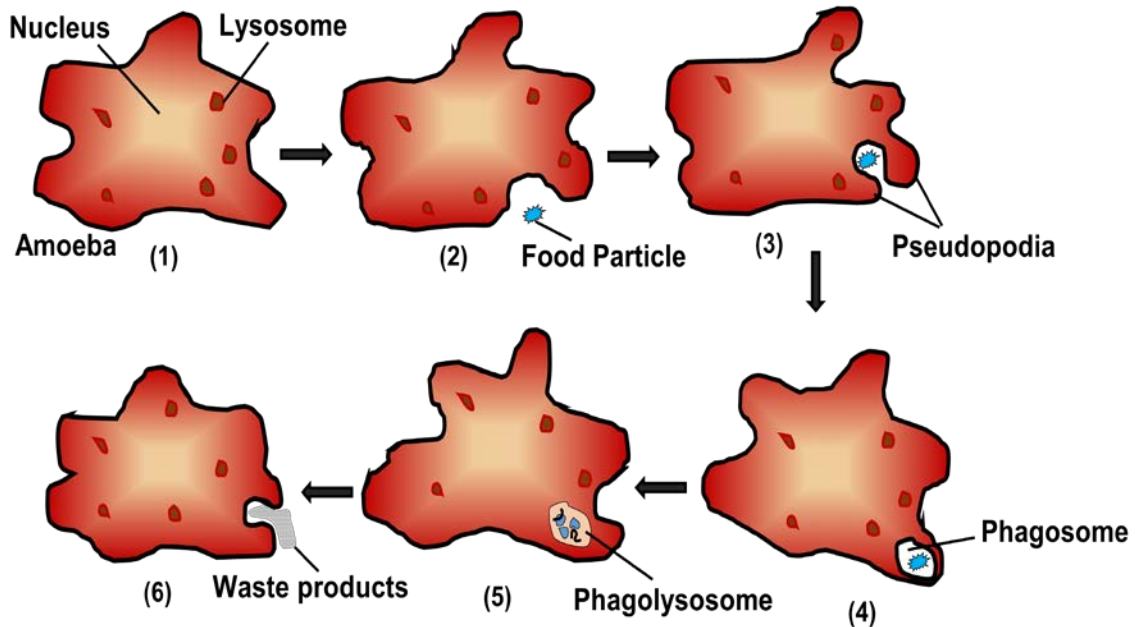 Nucleus
Lysosome
Amoeba
(1)
(2)
Food Particle
(3)
Pseudopodia
(6)
Waste products
(5)
Phagolysosome
(4)
Phagosome